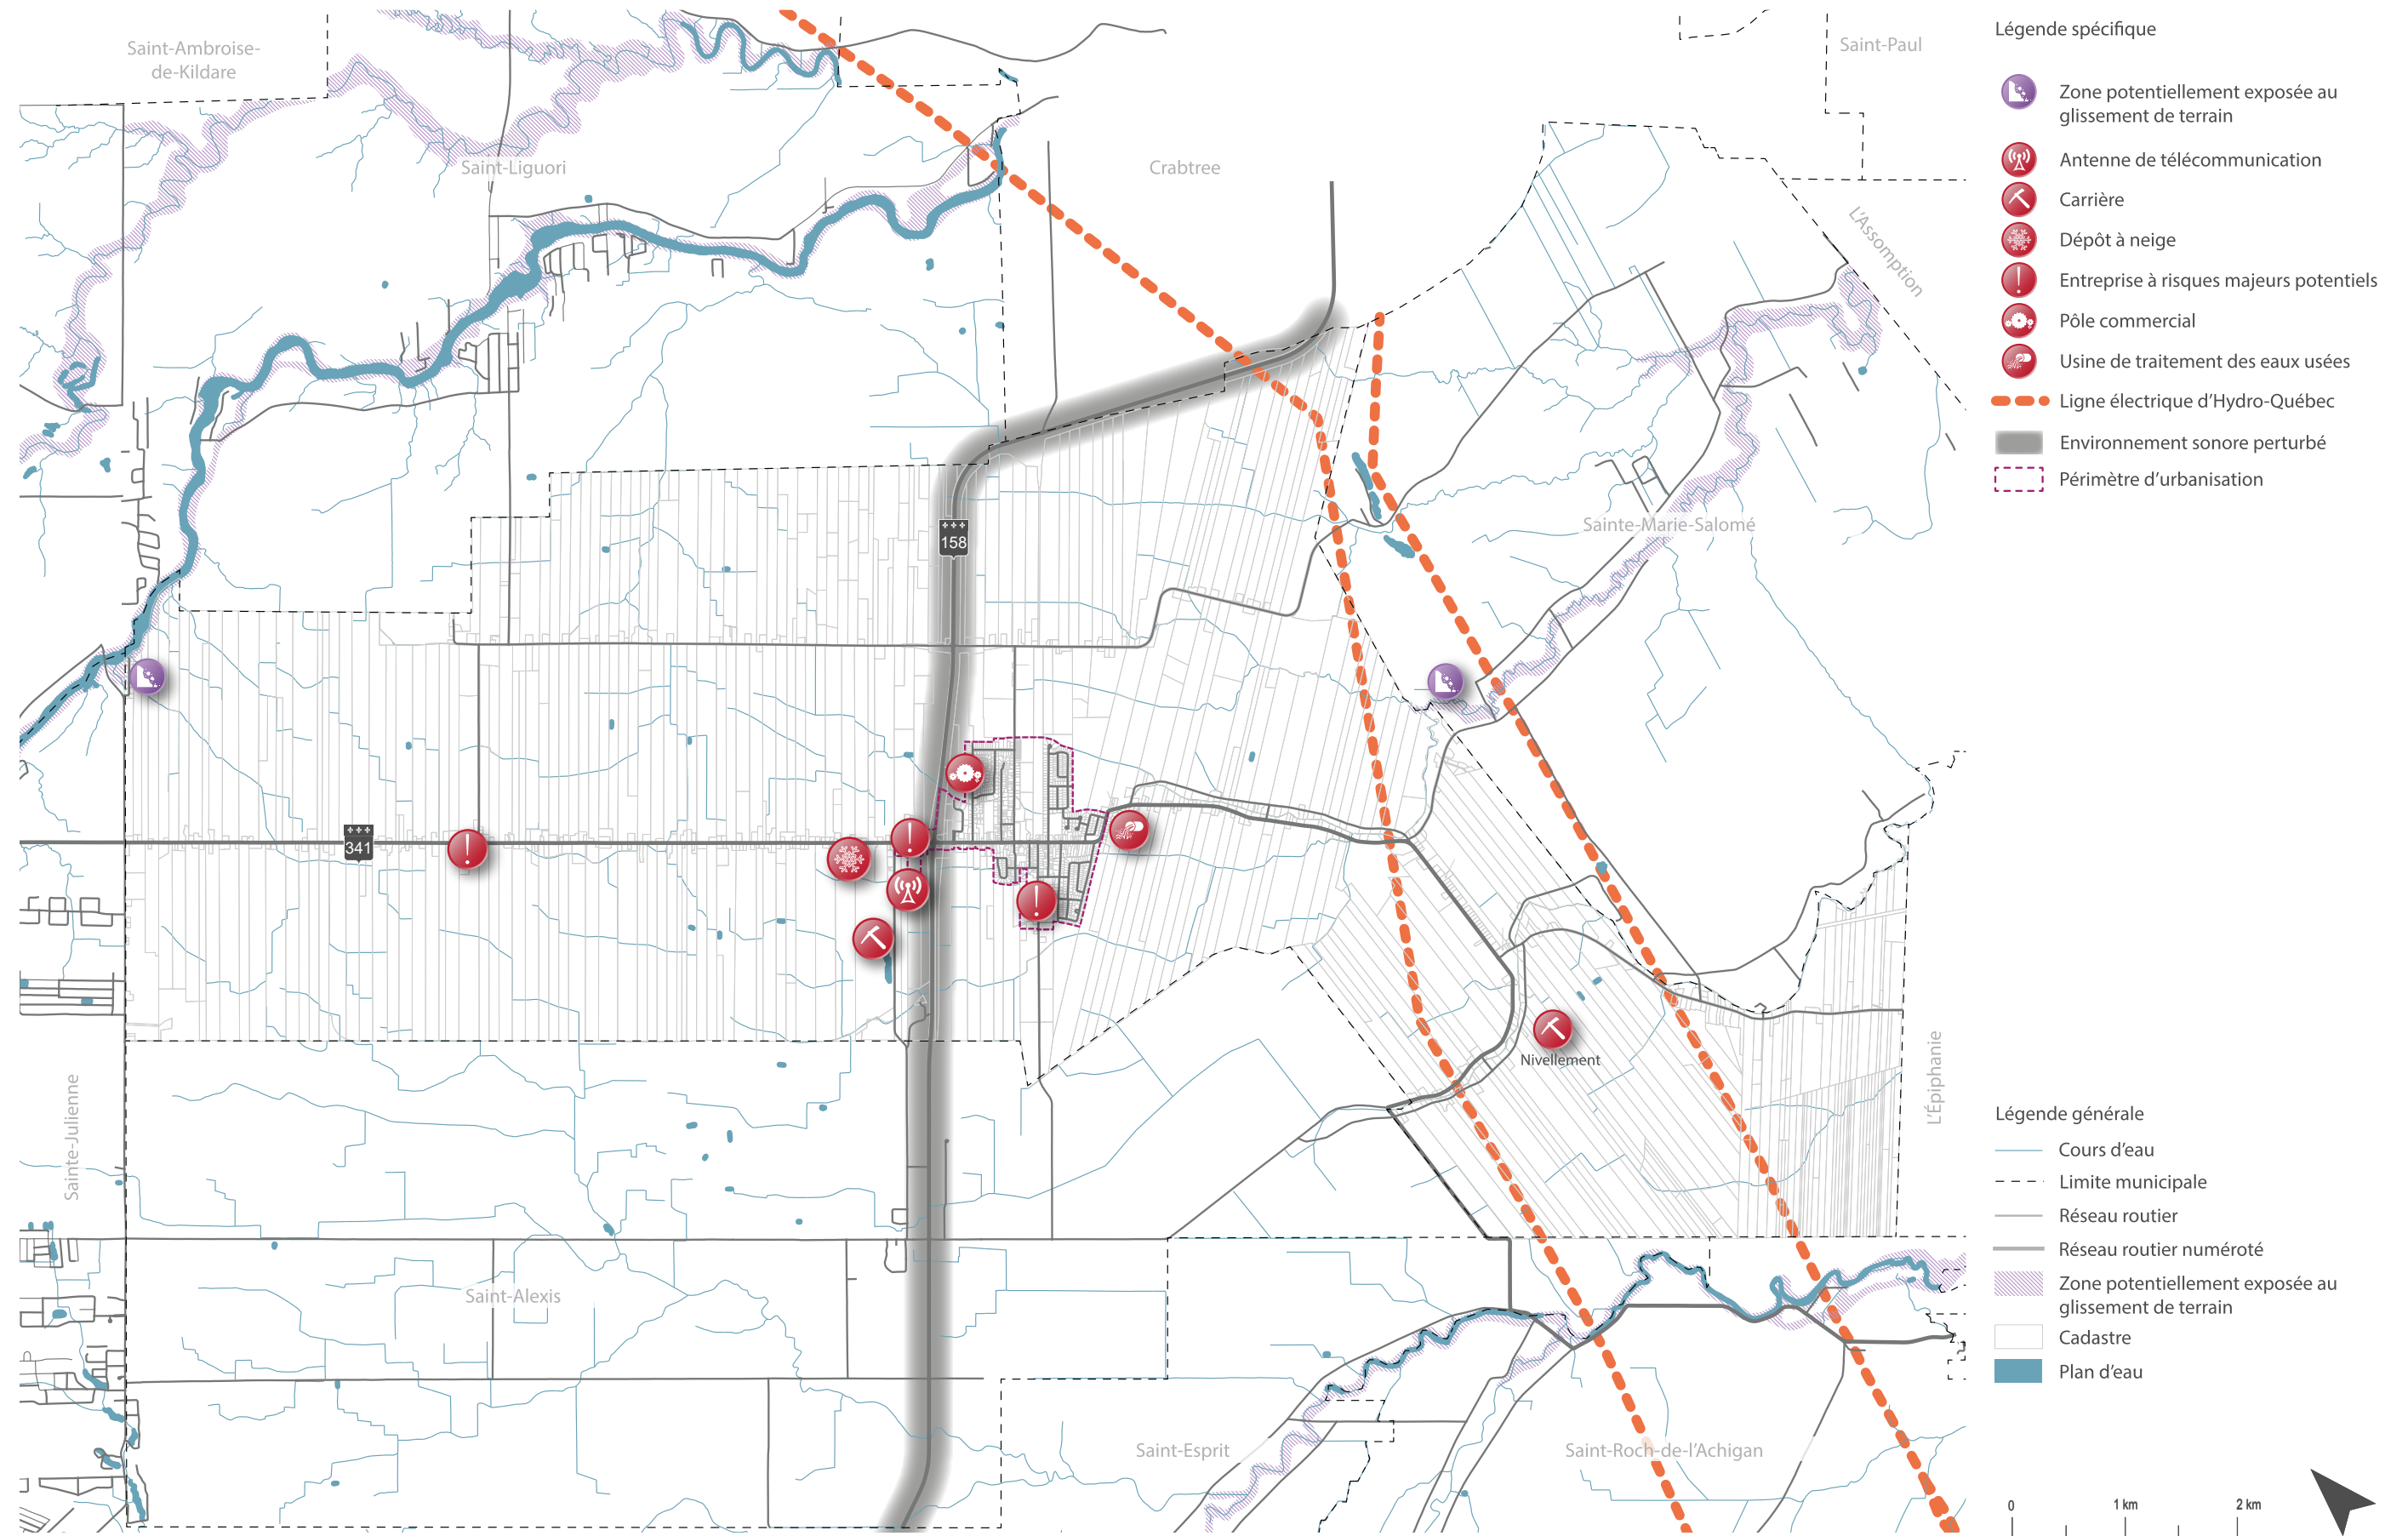 Saint-Ambroise-
de-Kildare
Saint-Liguori
Crabtree
Saint-Paul
L'Assomption
Sainte-Marie-Salomé
158
341
Nivellement
L'Épiphanie
Sainte-Julienne
Saint-Alexis
Saint-Esprit
Saint-Roch-de-l'Achigan
Légende spécifique
Zone potentiellement exposée au
glissement de terrain
Antenne de télécommunication
Carrière
Dépôt à neige
Entreprise à risques majeurs potentiels
Pôle commercial
Usine de traitement des eaux usées
Ligne électrique d'Hydro-Québec
Environnement sonore perturbé
Périmètre d'urbanisation
Légende générale
Cours d'eau
Limite municipale
Réseau routier
Réseau routier numéroté
Zone potentiellement exposée au
glissement de terrain
Cadastre
Plan d'eau
0 1 km 2 km